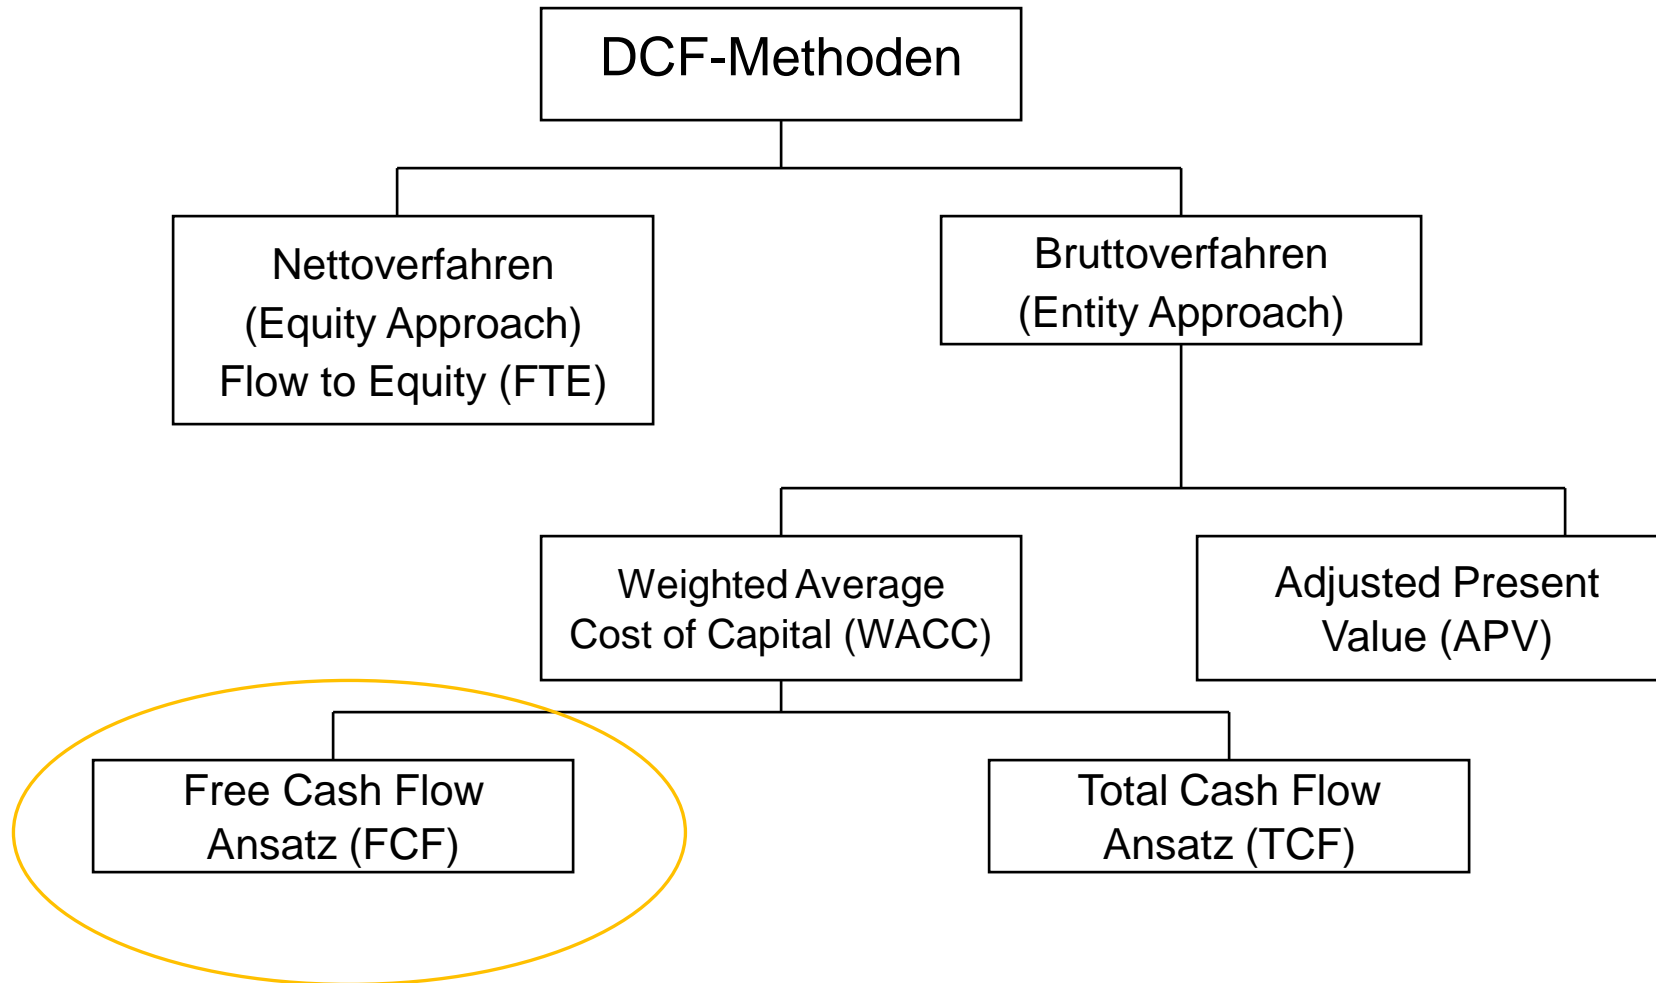 DCF-Methoden
Nettoverfahren
(Equity Approach)
Flow to Equity (FTE)
Bruttoverfahren
(Entity Approach)
Weighted Average
Cost of Capital (WACC)
Adjusted Present
Value (APV)
Free Cash Flow
Ansatz (FCF)
Total Cash Flow
Ansatz (TCF)